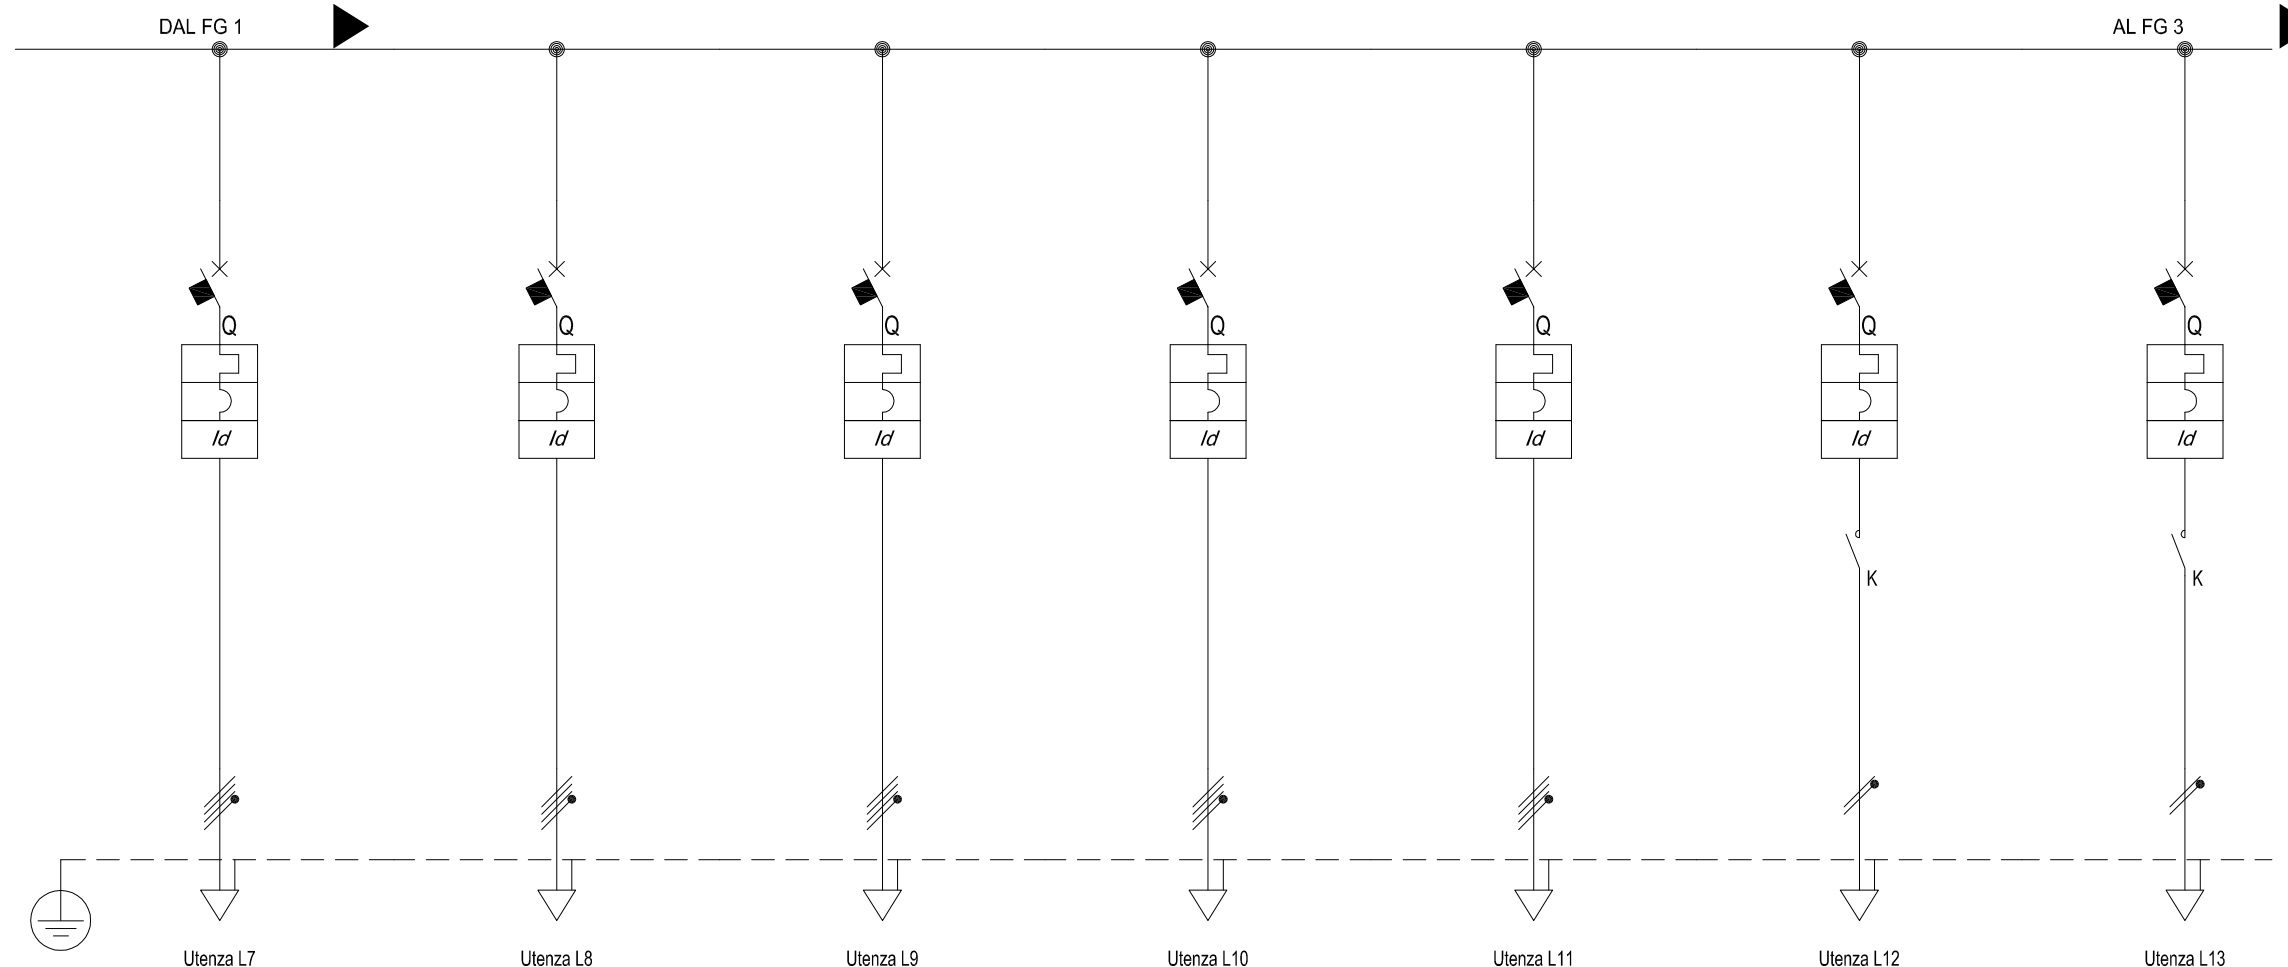 DAL FG 1
AL FG 3
Q
Q
Q
Q
Q
Q
Q
Id
Id
Id
Id
Id
Id
Id
K
K
Utenza L7
Utenza L8
Utenza L9
Utenza L10
Utenza L11
Utenza L12
Utenza L13